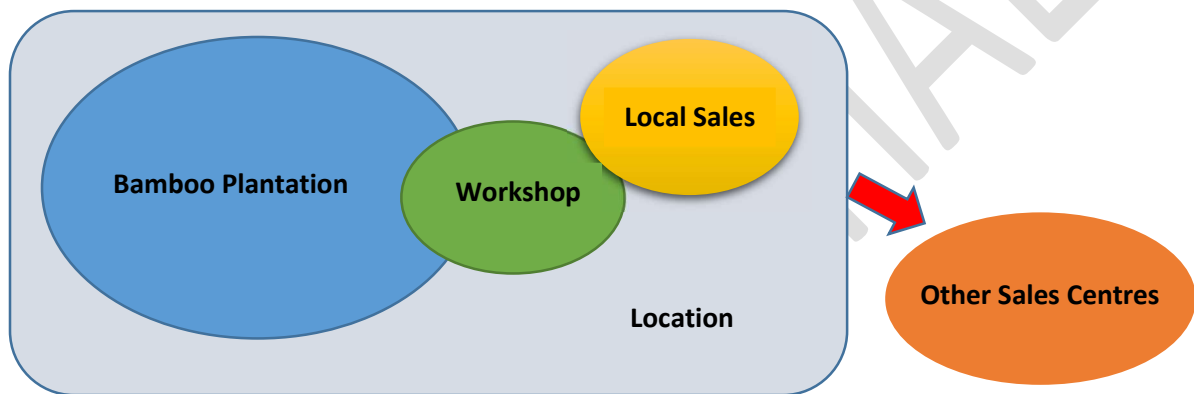 Local Sales
Bamboo Plantation
Workshop
Other Sales Centres
Location